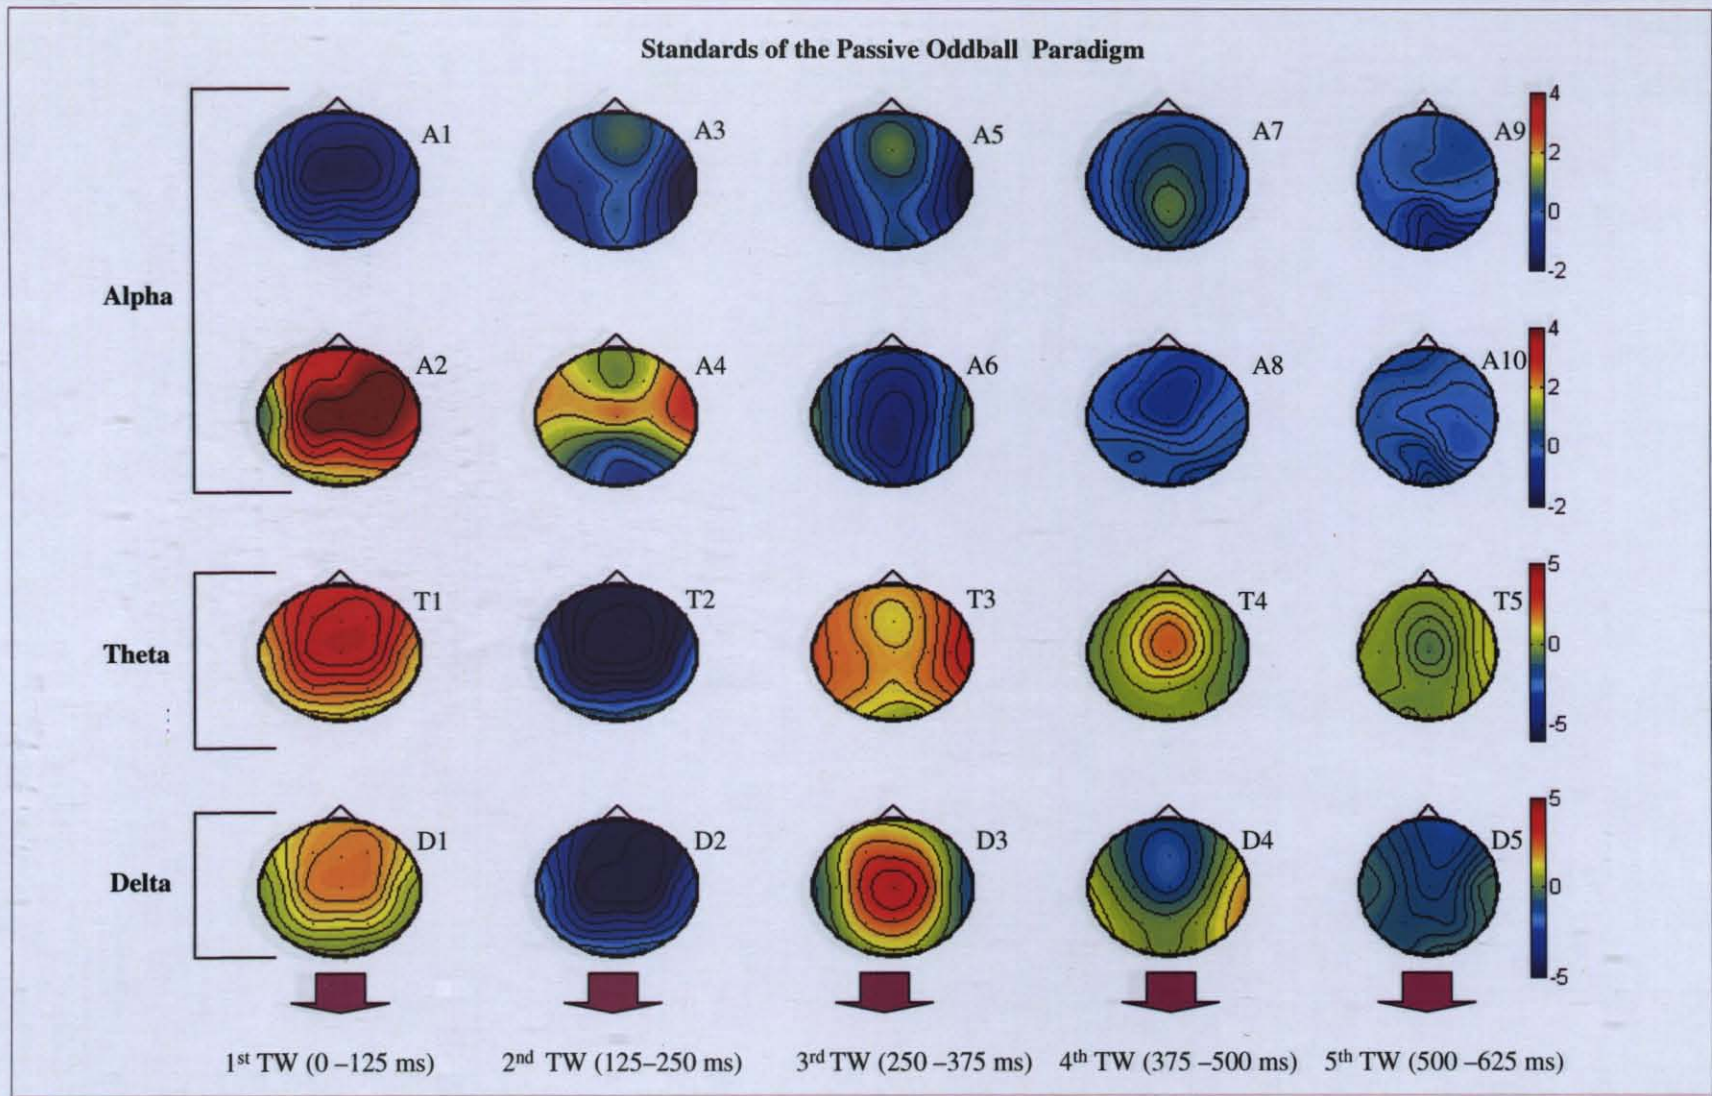 Standards of the Passive Oddball Paradigm
Alpha
A1
A3
A5
A7
A9
4
2
0
-2
A2
A4
A6
A8
A10
4
2
0
-2
Theta
T1
T2
T3
T4
T5
5
0
-5
Delta
D1
D2
D3
D4
D5
5
0
-5
1st TW (0 –125 ms)
2nd TW (125–250 ms)
3rd TW (250 –375 ms)
4th TW (375 –500 ms)
5th TW (500 –625 ms)